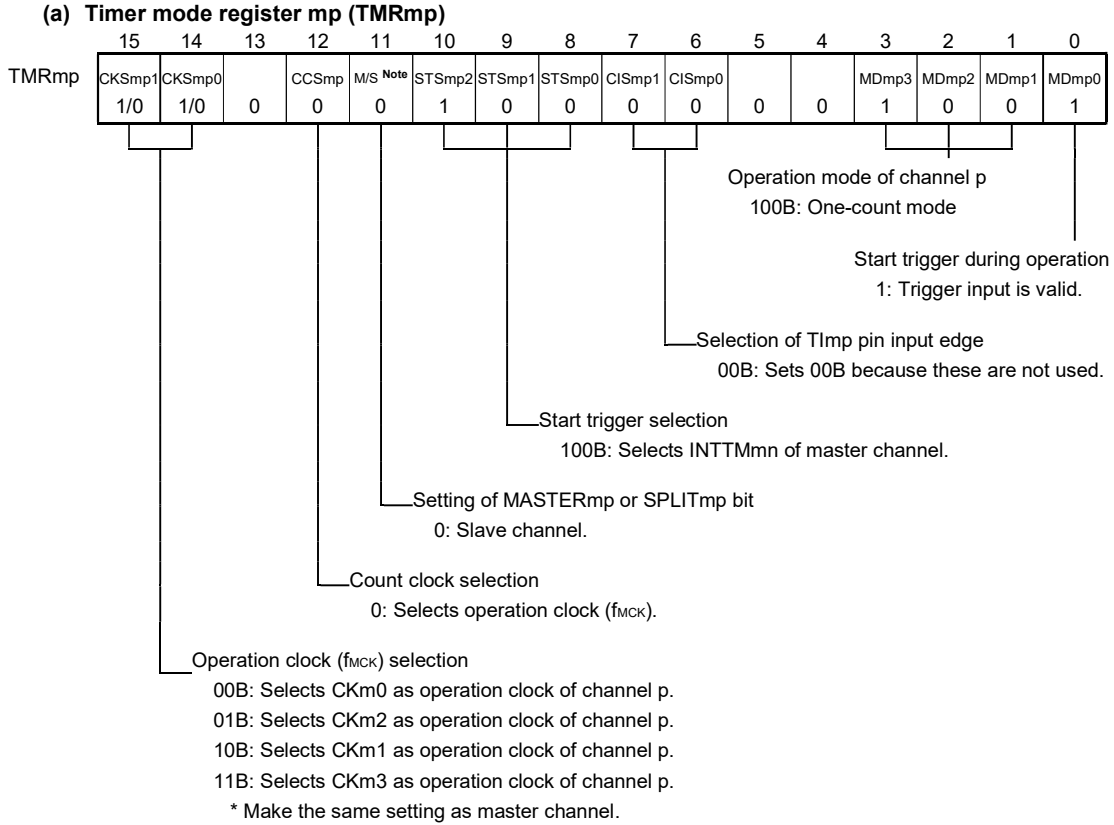 (a) Timer mode register mp (TMRmp)
15 14 13 12 11 10 9 8 7 6 5 4 3 2 1 0
TMRmp CKSmp1 CKSmp0 CCSmp M/S Note STSmp2 STSmp1 STSmp0 CISmp1 CISmp0 MDmp3 MDmp2 MDmp1 MDmp0
1/0 1/0 0 0 0 1 0 0 0 0 0 0 1 0 0 1
Operation mode of channel p
100B: One-count mode
Start trigger during operation
1: Trigger input is valid.
Selection of TImp pin input edge
00B: Sets 00B because these are not used.
Start trigger selection
100B: Selects INTTMmn of master channel.
Setting of MASTERmp or SPLITmp bit
0: Slave channel.
Count clock selection
0: Selects operation clock (fMCK).
Operation clock (fMCK) selection
00B: Selects CKm0 as operation clock of channel p.
01B: Selects CKm2 as operation clock of channel p.
10B: Selects CKm1 as operation clock of channel p.
11B: Selects CKm3 as operation clock of channel p.
* Make the same setting as master channel.